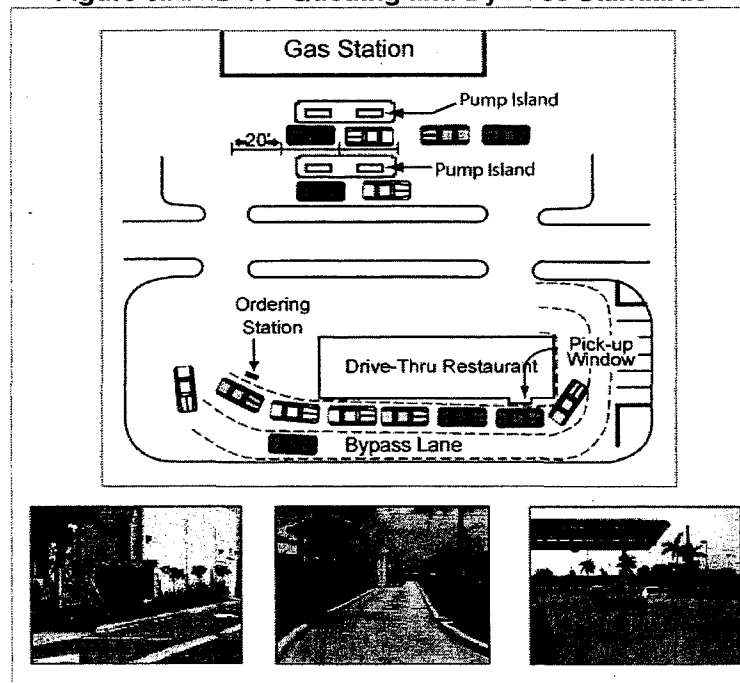 Gas Station
Pump Island
20'
Pump Island
Ordering
Station
Drive-Thru Restaurant
Pick-up
Window
Bypass Lane